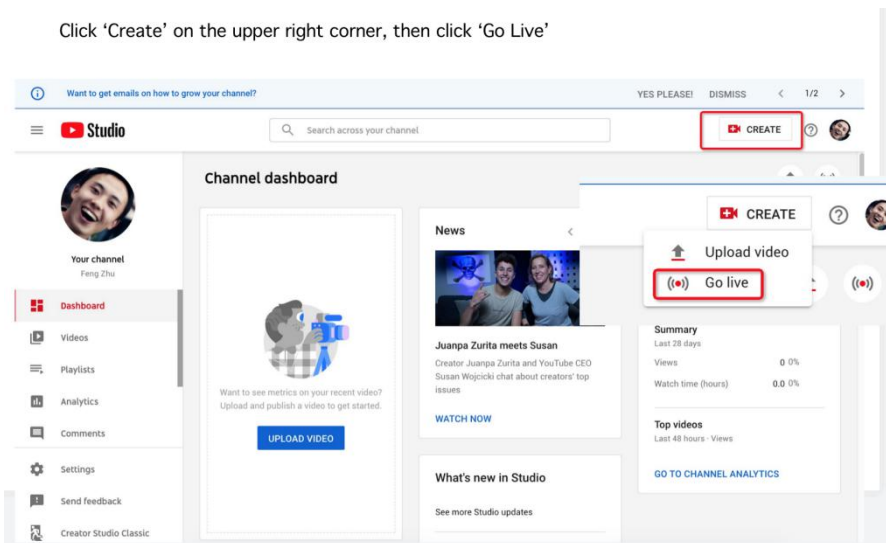 Click ‘Create’ on the upper right corner, then click ‘Go Live’
Want to get emails on how to grow your channel?
YES PLEASE!
DISMISS
1/2
Studio
Search across your channel
CREATE
Your channel
Feng Zhu
Dashboard
Videos
Playlists
Analytics
Comments
Settings
Send feedback
Creator Studio Classic
Channel dashboard
Want to see metrics on your recent video?
Upload and publish a video to get started.
UPLOAD VIDEO
News
Juanpa Zurita meets Susan
Creator Juanpa Zurita and YouTube CEO
Susan Wojcicki chat about creators' top
issues
WATCH NOW
What's new in Studio
See more Studio updates
CREATE
Upload video
Go live
Summary
Last 28 days
Views 0 0%
Watch time (hours) 0.0 0%
Top videos
Last 48 hours · Views
GO TO CHANNEL ANALYTICS